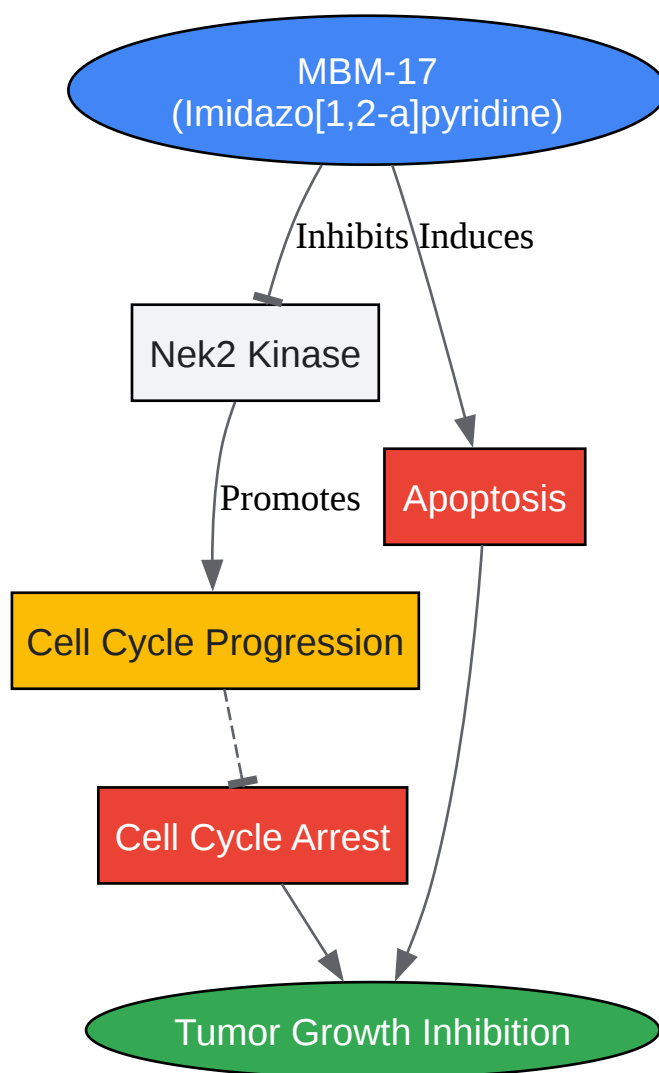 MBM-17
(Imidazo[1,2-a]pyridine)
Inhibits
Induces
Nek2 Kinase
Promotes
Apoptosis
Cell Cycle Progression
Cell Cycle Arrest
Tumor Growth Inhibition